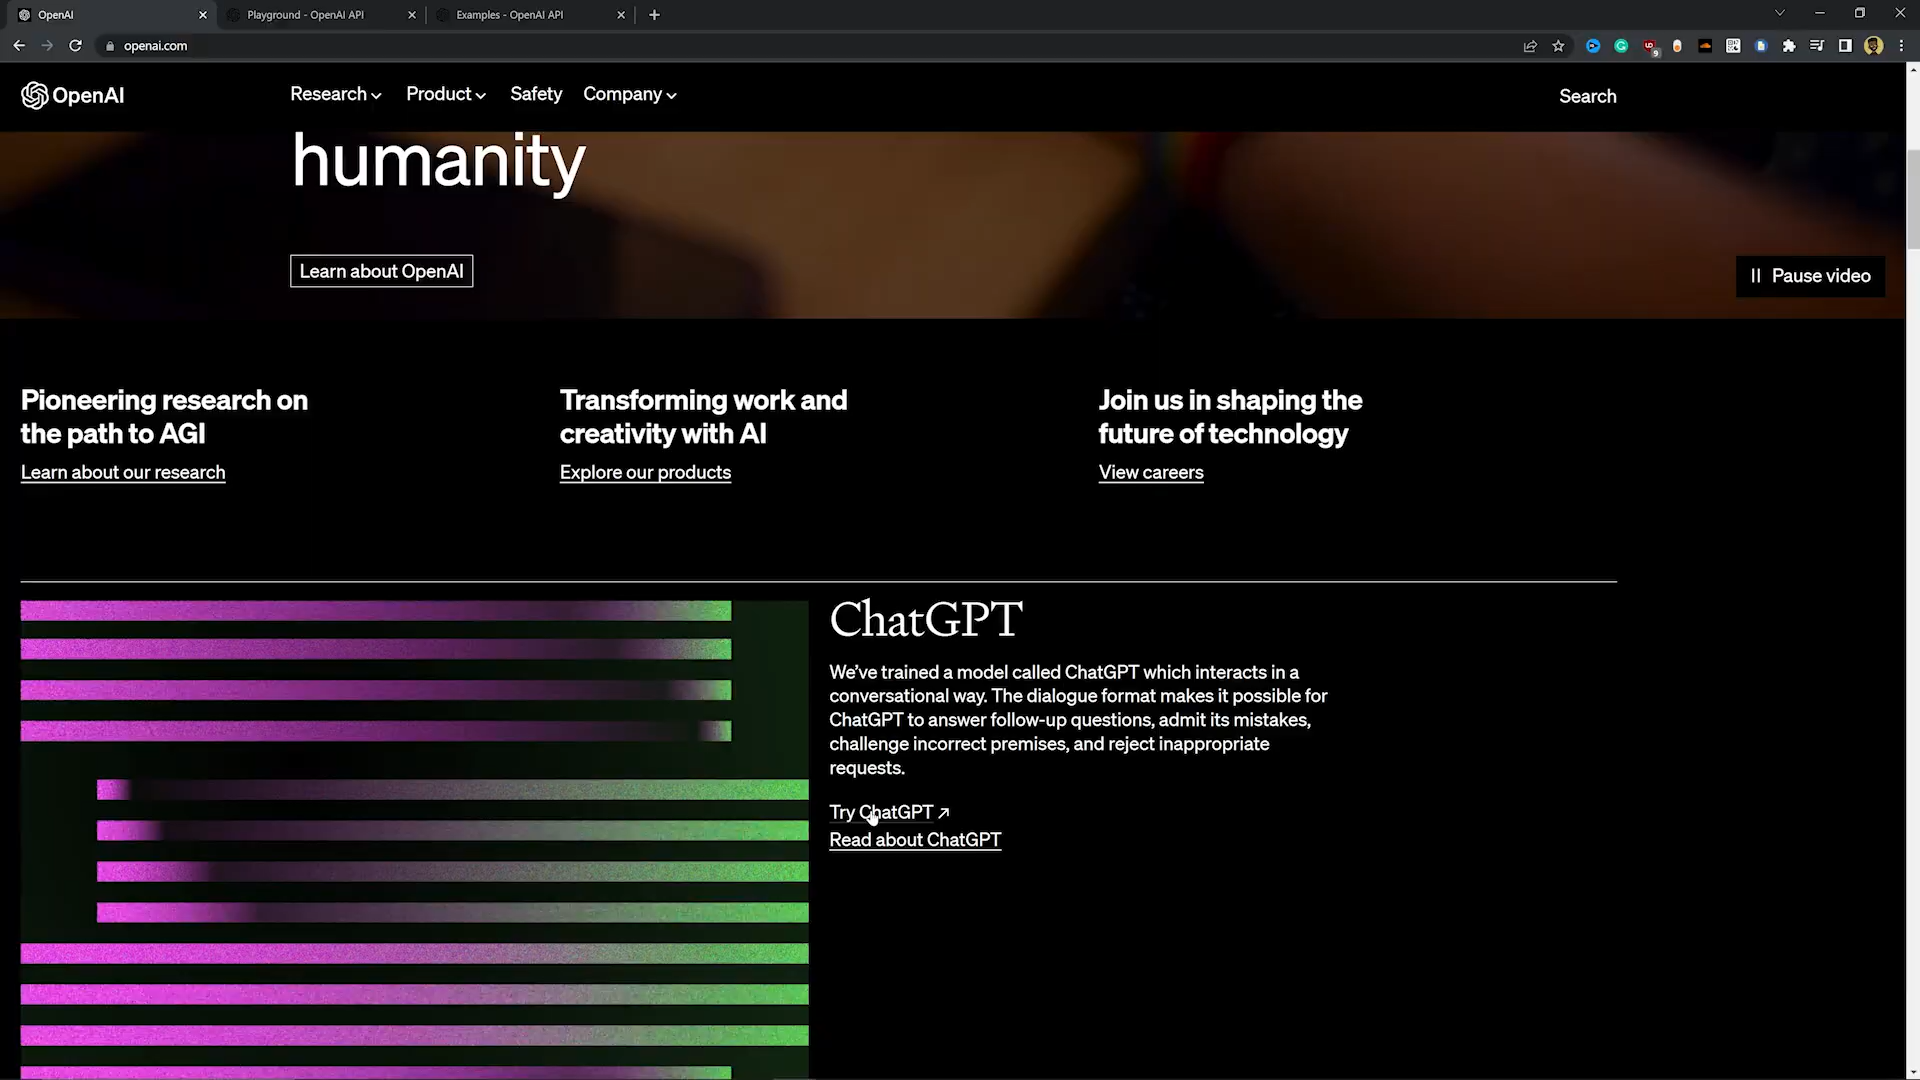 OpenAI
Playground - OpenAI API
Examples - OpenAI API
openai.com
9
OpenAI
Research
Product
Safety
Company
Search
humanity
Learn about OpenAI
Pause video
Pioneering research on
the path to AGI
Learn about our research
Transforming work and
creativity with AI
Explore our products
Join us in shaping the
future of technology
View careers
ChatGPT
We’ve trained a model called ChatGPT which interacts in a
conversational way. The dialogue format makes it possible for
ChatGPT to answer follow-up questions, admit its mistakes,
challenge incorrect premises, and reject inappropriate
requests.
Try ChatGPT ↗
Read about ChatGPT